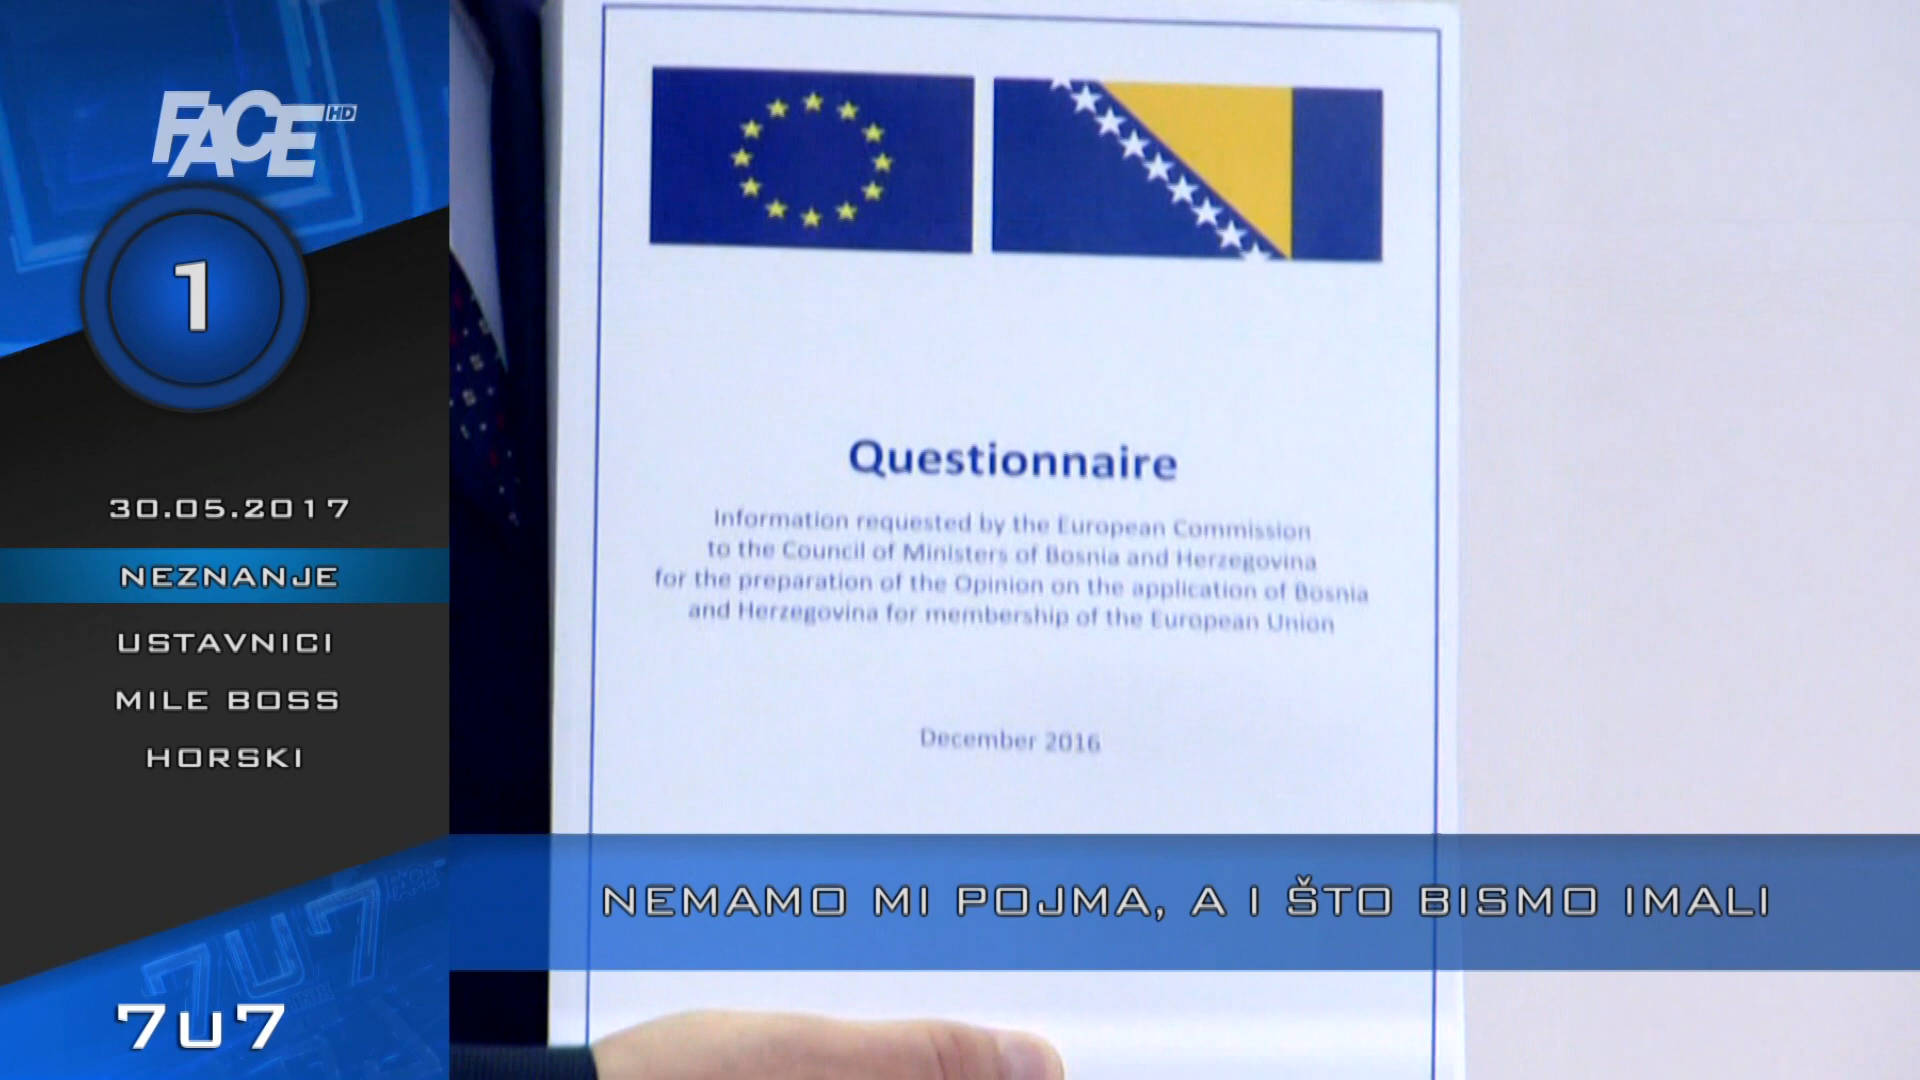 FACE HD
1
30.05.2017
NEZNANJE
USTAVNICI
MILE BOSS
HORSKI
7u7
Questionnaire
Information requested by the European Commission
to the Council of Ministers of Bosnia and Herzegovina
for the preparation of the Opinion on the application of Bosnia
and Herzegovina for membership of the European Union
December 2016
NEMAMO MI POJMA, A I ŠTO BISMO IMALI